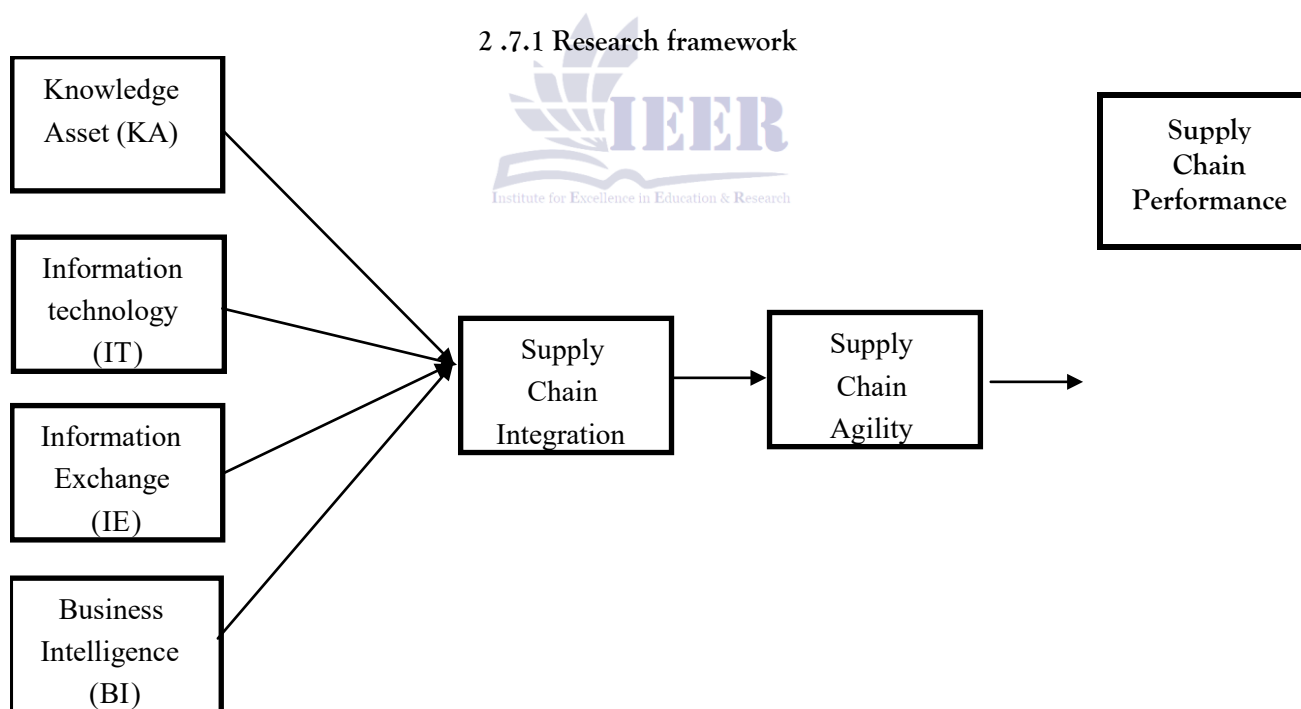 2 .7.1 Research framework
IEER
Institute for Excellence in Education & Research
Knowledge
Asset (KA)
Information
technology
(IT)
Information
Exchange
(IE)
Business
Intelligence
(BI)
Supply
Chain
Integration
Supply
Chain
Agility
Supply
Chain
Performance